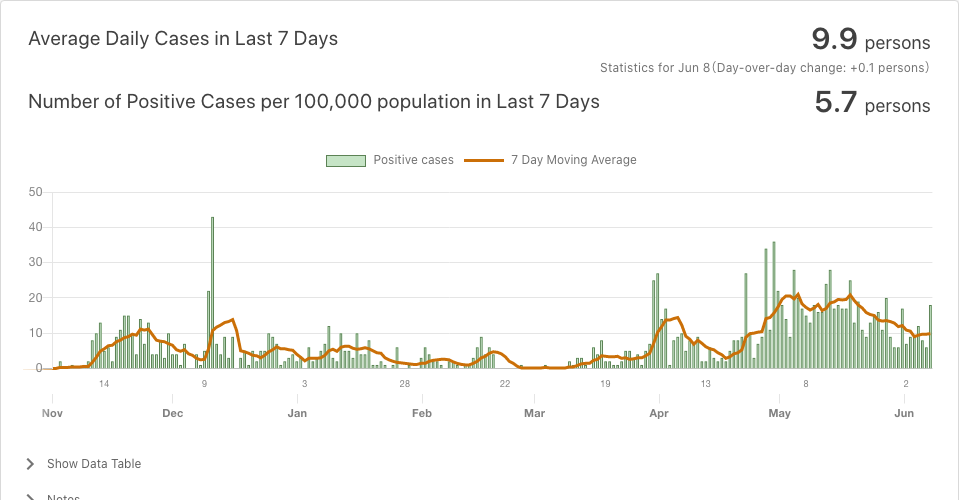 Average Daily Cases in Last 7 Days
9.9 persons
Statistics for Jun 8(Day-over-day change: +0.1 persons)
Number of Positive Cases per 100,000 population in Last 7 Days
5.7 persons
Positive cases 7 Day Moving Average
50
40
30
20
10
0
14 9 3 28 22 19 13 8 2
Nov Dec Jan Feb Mar Apr May Jun
Show Data Table
Notes